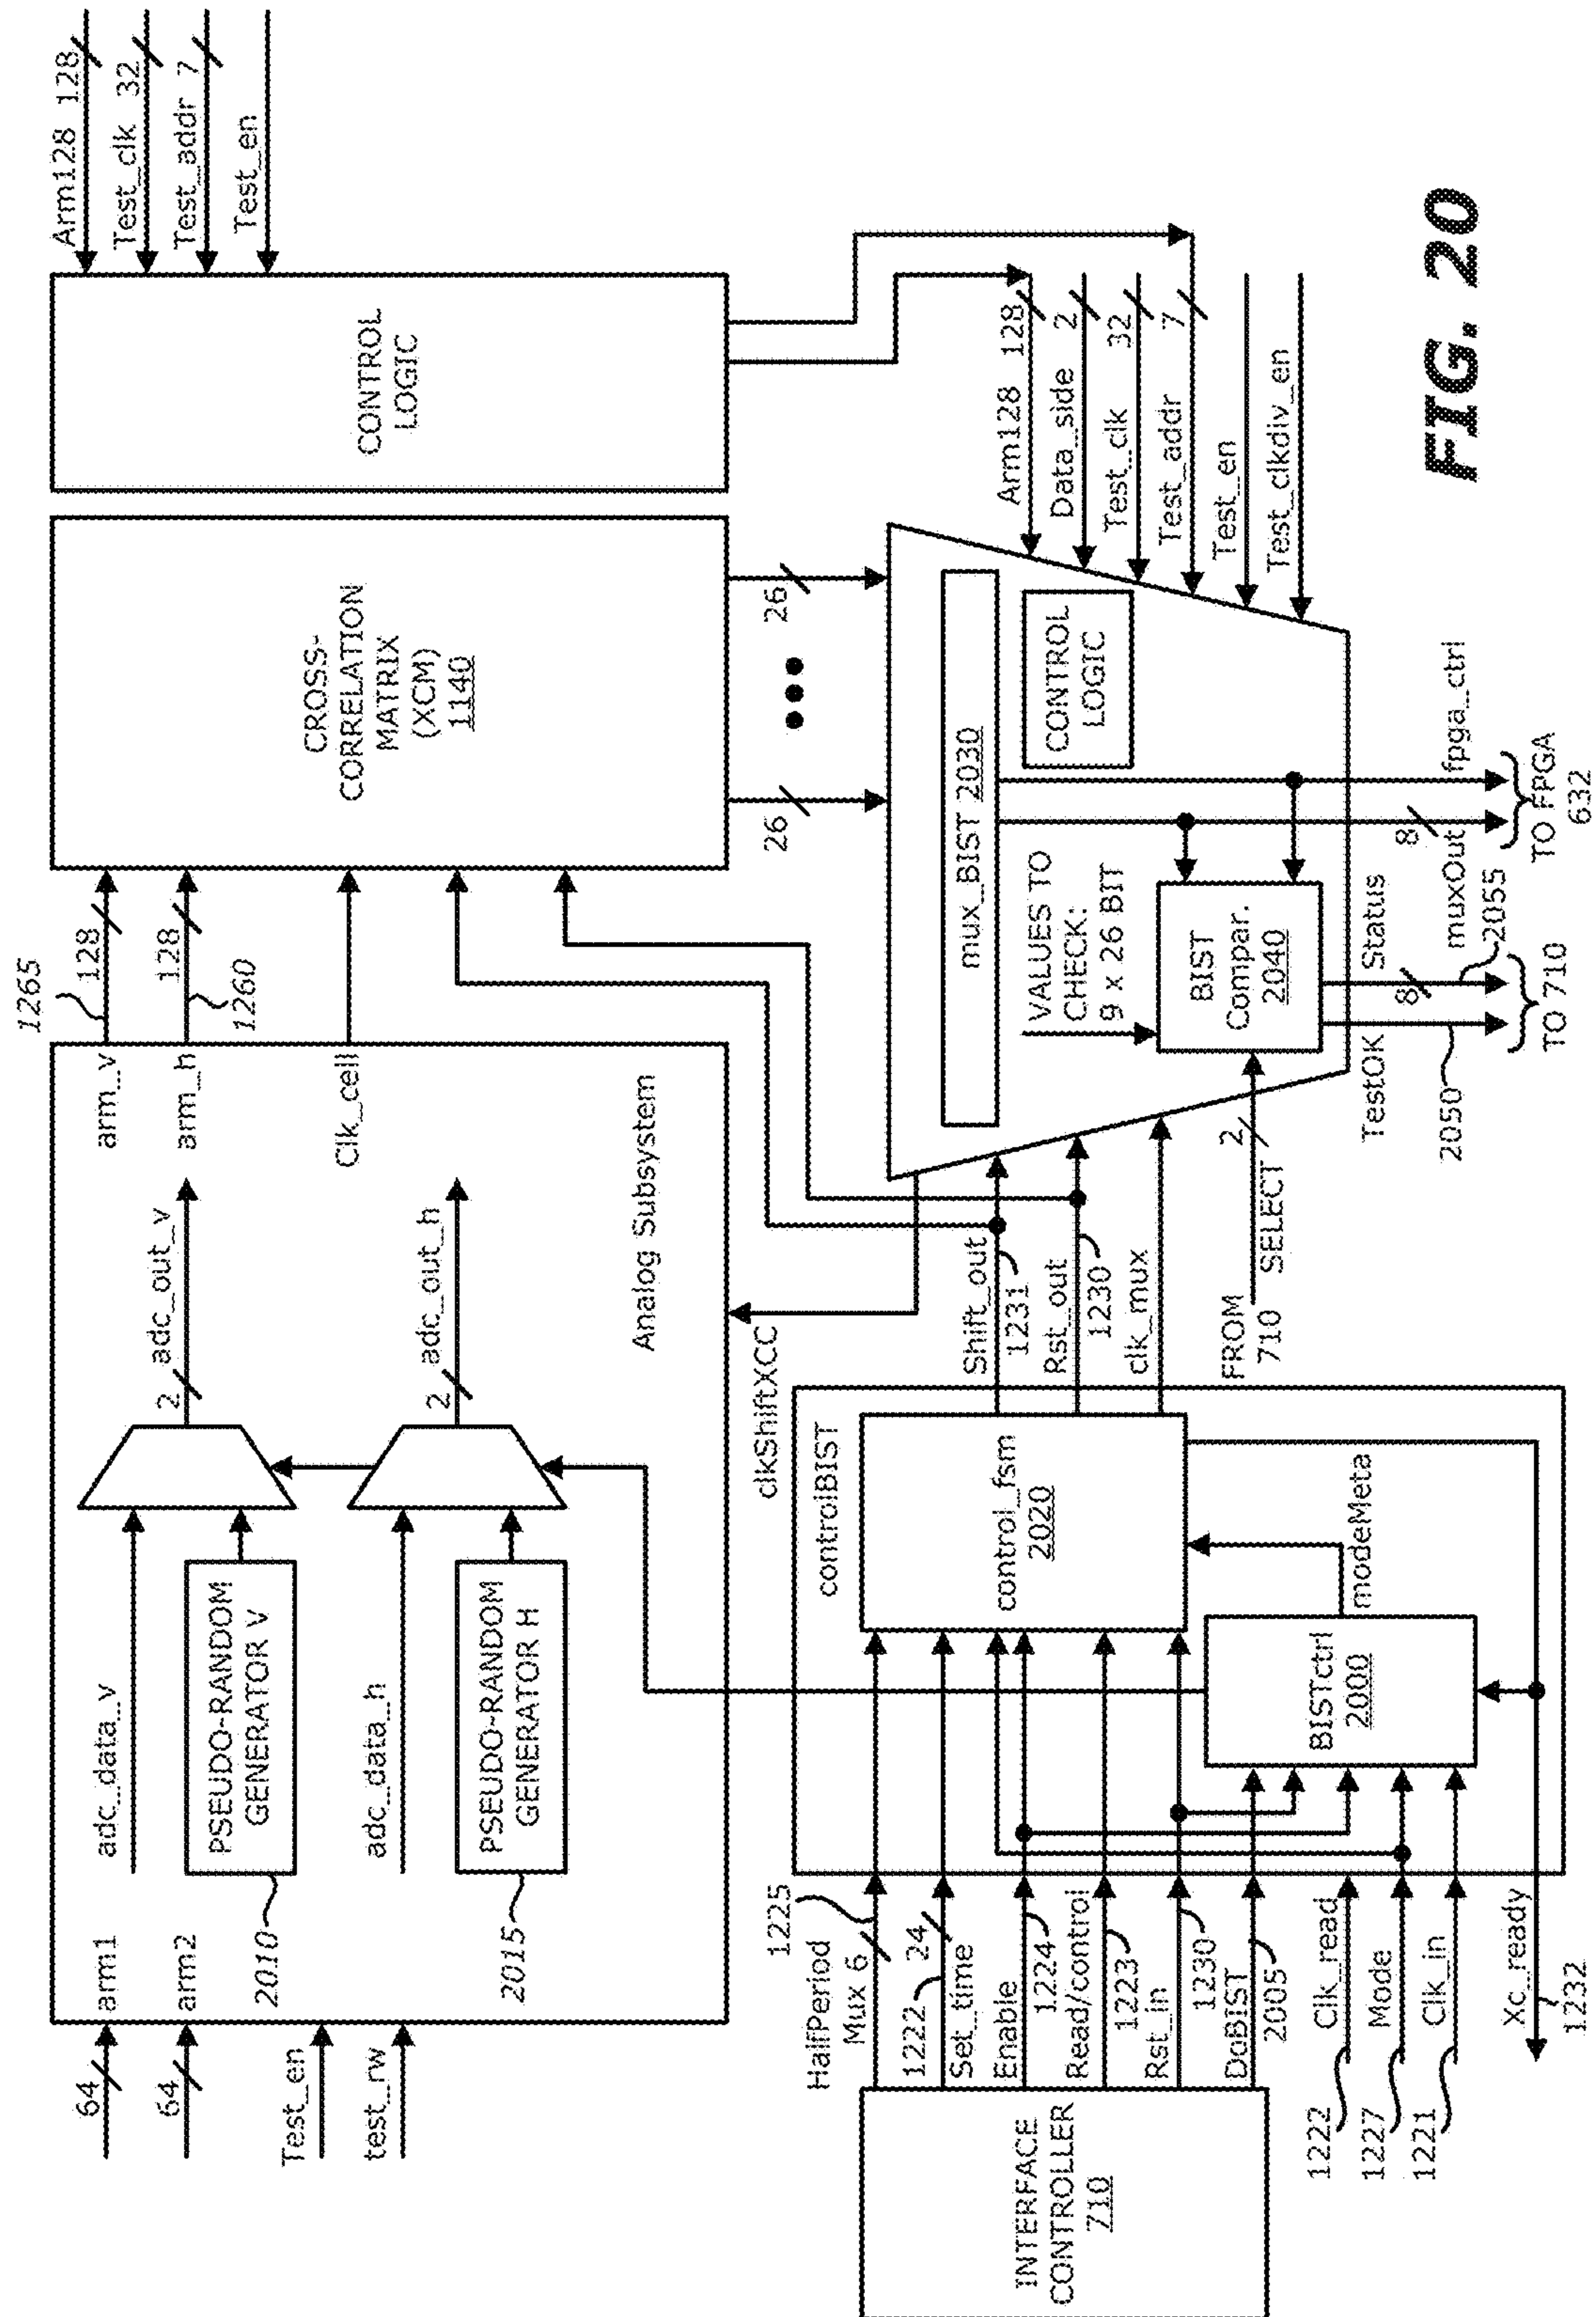 64
arm1
64
arm2
Test_en
test_rw
adc_data_v
PSEUDO-RANDOM
GENERATOR V
2010
adc_data_h
PSEUDO-RANDOM
GENERATOR H
2015
2
adc_out_v
2
adc_out_h
Analog Subsystem
arm_v
arm_h
Clk_cell
1265
128
128
1260
CROSS-
CORRELATION
MATRIX
(XCM)
1140
CONTROL
LOGIC
Arm128 128
Test_clk 32
Test_addr 7
Test_en
26
26
clkShiftXCC
INTERFACE
CONTROLLER
710
HalfPeriod
Mux 6
1225
1222
24
Set_time
Enable
1224
Read/control
1223
Rst_in
1230
DoBIST
2005
Clk_read
1222
Mode
1227
Clk_in
1221
Xc_ready
1232
controlBIST
control_fsm
2020
BISTctrl
2000
modeMeta
Shift_out
1231
Rst_out
1230
clk_mux
FROM
710
SELECT
2
mux_BIST 2030
VALUES TO
CHECK:
9 x 26 BIT
BIST
Compar.
2040
CONTROL
LOGIC
Arm128 128
Data_side 2
Test_clk 32
Test_addr 7
Test_en
Test_clkdiv_en
TestOK
2050
8
Status
2055
TO 710
8
muxOut
fpga_ctrl
TO FPGA
632
FIG. 20